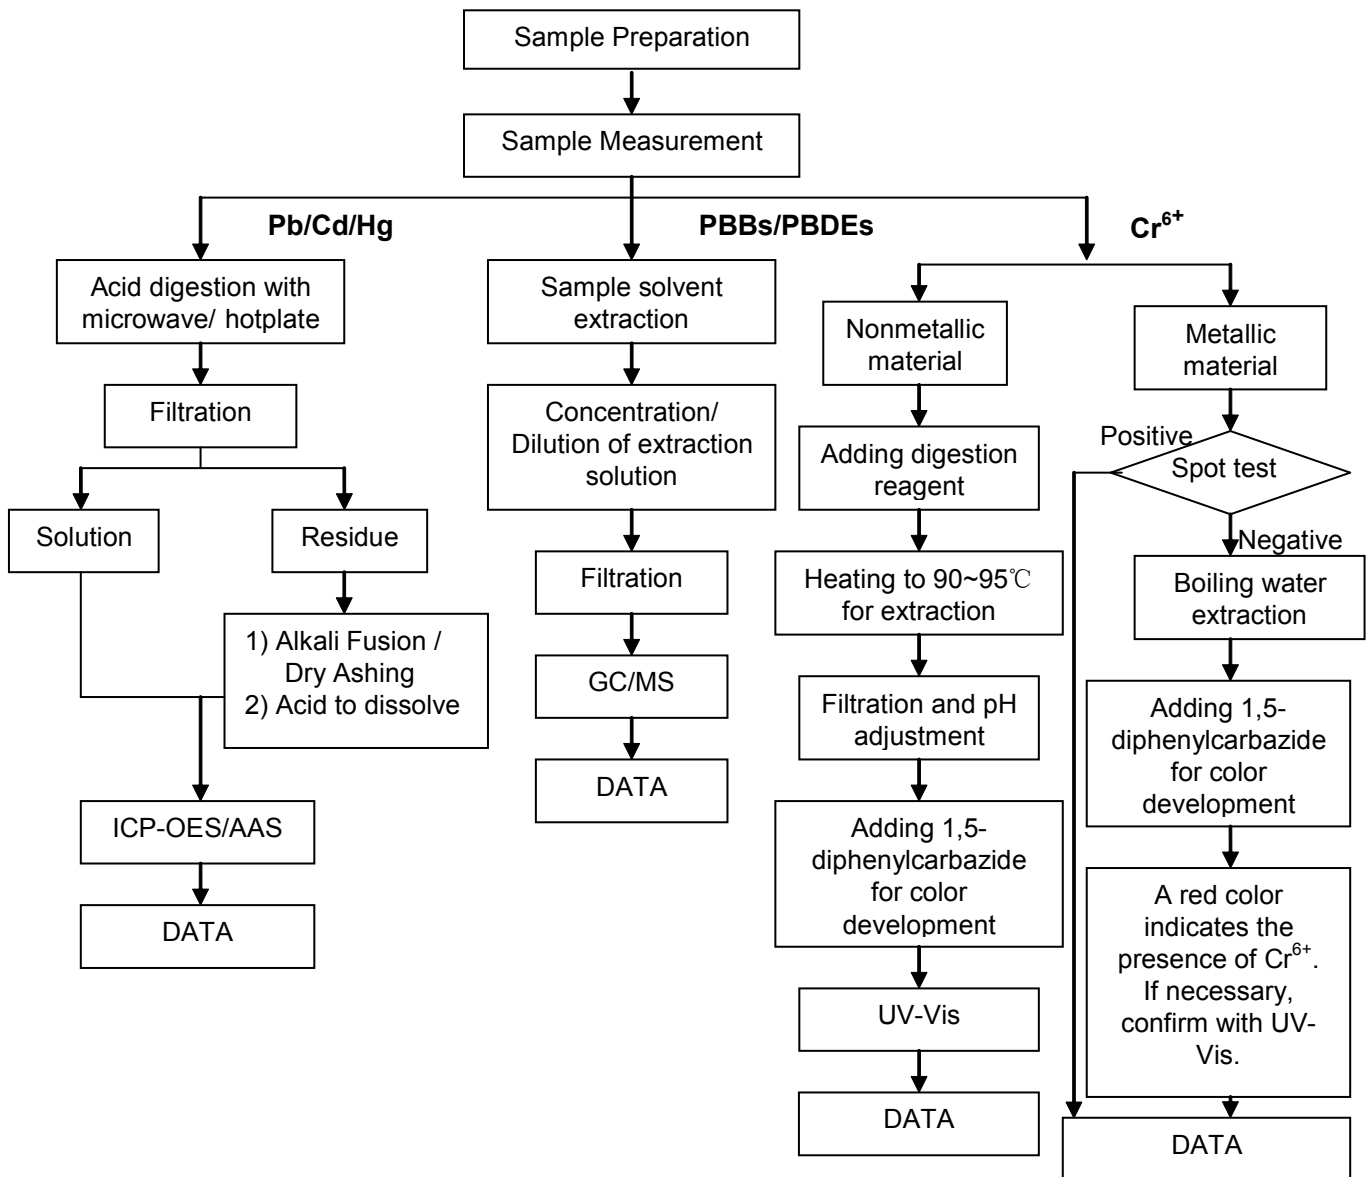 Sample Preparation
Sample Measurement
Pb/Cd/Hg
PBBs/PBDEs
Cr⁶⁺
Acid digestion with
microwave/ hotplate
Filtration
Solution
Residue
1) Alkali Fusion /
Dry Ashing
2) Acid to dissolve
ICP-OES/AAS
DATA
Sample solvent
extraction
Concentration/
Dilution of extraction
solution
Filtration
GC/MS
DATA
Nonmetallic
material
Adding digestion
reagent
Heating to 90~95℃
for extraction
Filtration and pH
adjustment
Adding 1,5-
diphenylcarbazide
for color
development
UV-Vis
DATA
Metallic
material
Positive
Spot test
Negative
Boiling water
extraction
Adding 1,5-
diphenylcarbazide
for color
development
A red color
indicates the
presence of Cr⁶⁺.
If necessary,
confirm with UV-
Vis.
DATA